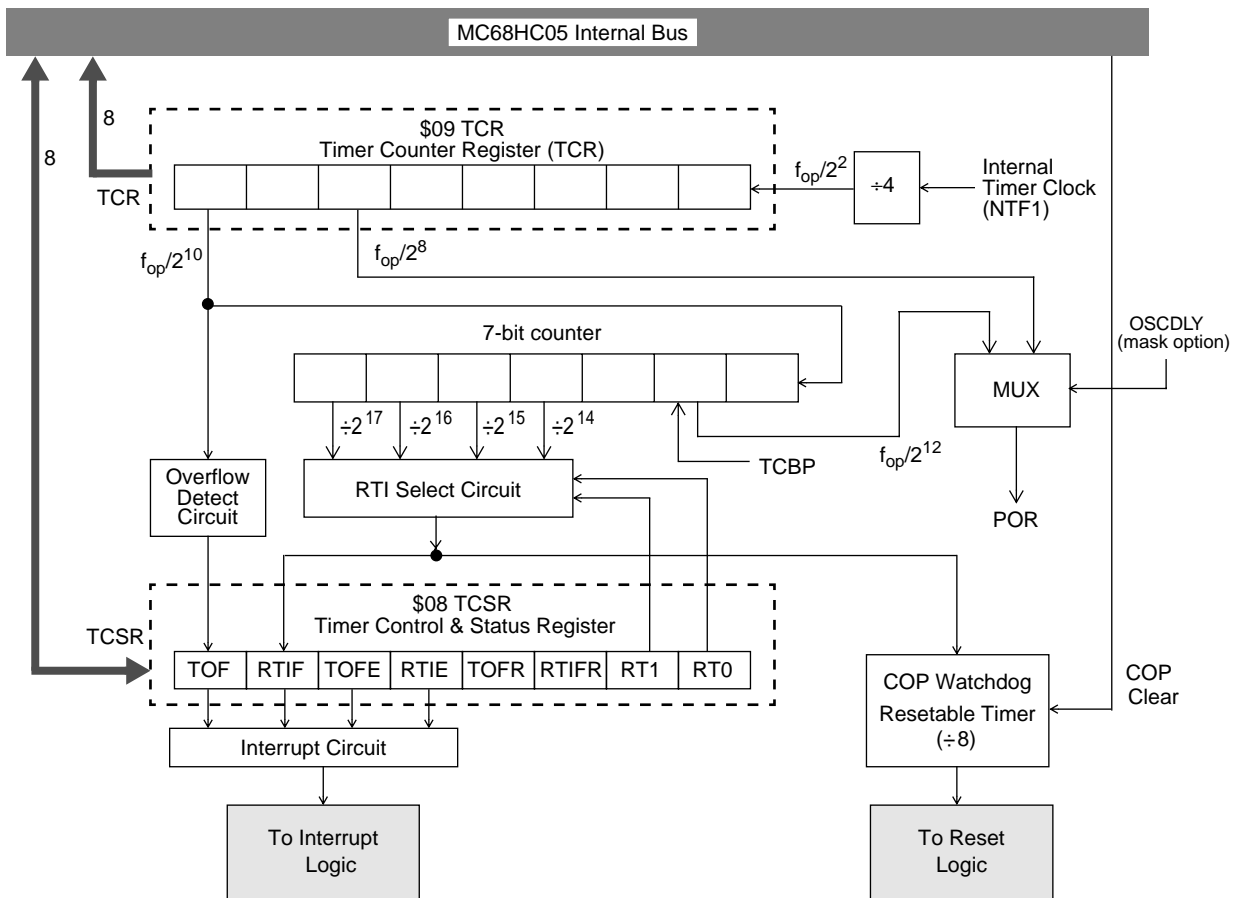 MC68HC05 Internal Bus
8
8
$09 TCR
Timer Counter Register (TCR)
TCR
f_op/2^2
÷4
Internal
Timer Clock
(NTF1)
f_op/2^10
f_op/2^8
7-bit counter
OSCDLY
(mask option)
MUX
÷2^17
÷2^16
÷2^15
÷2^14
TCBP
f_op/2^12
Overflow
Detect
Circuit
RTI Select Circuit
POR
$08 TCSR
Timer Control & Status Register
TCSR
TOF RTIF TOFE RTIE TOFR RTIFR RT1 RT0
COP Watchdog
Resetable Timer
(÷8)
COP
Clear
Interrupt Circuit
To Interrupt
Logic
To Reset
Logic